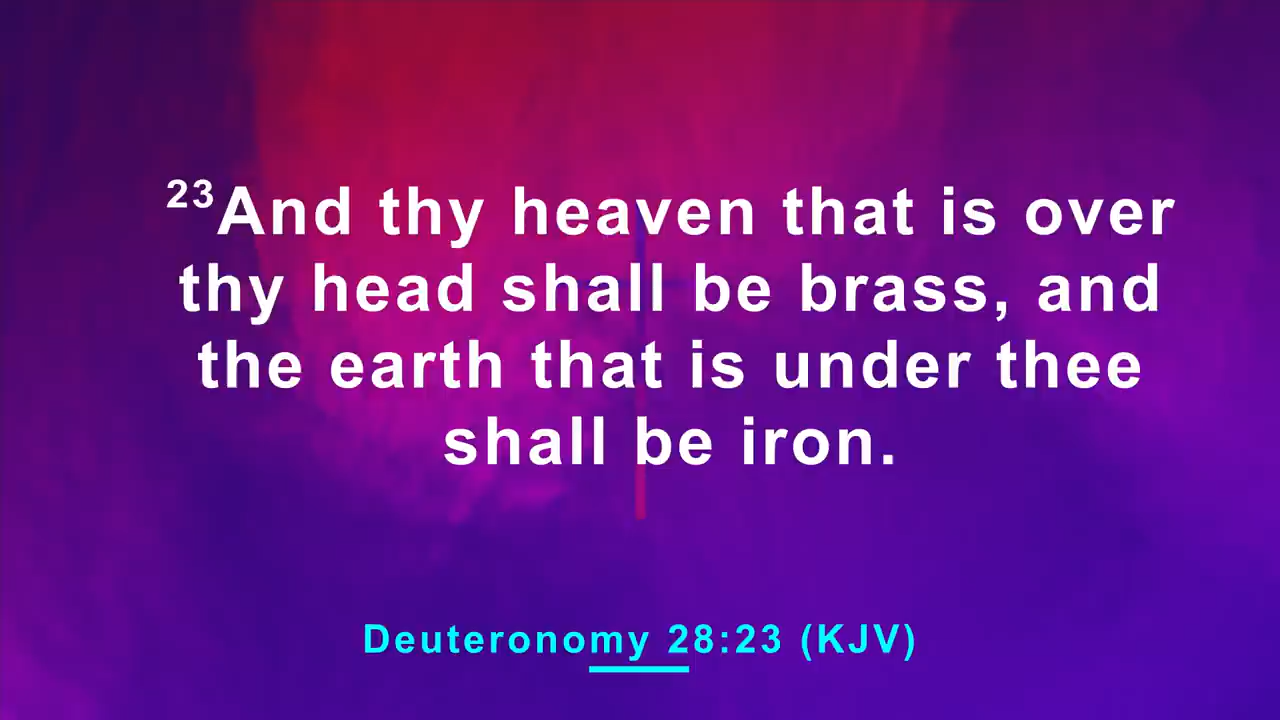 23And thy heaven that is over
thy head shall be brass, and
the earth that is under thee
shall be iron.
Deuteronomy 28:23 (KJV)